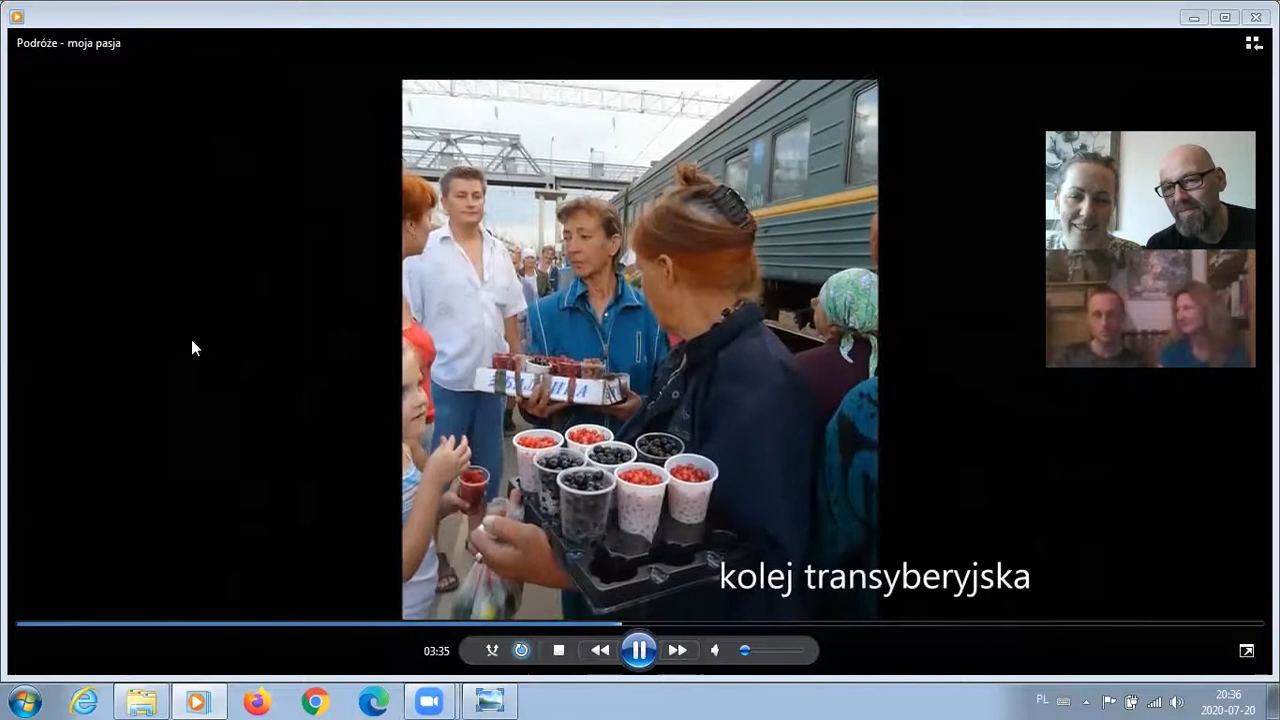 Podróże - moja pasja
kolej transyberyjska
03:35
PL
20:36
2020-07-20